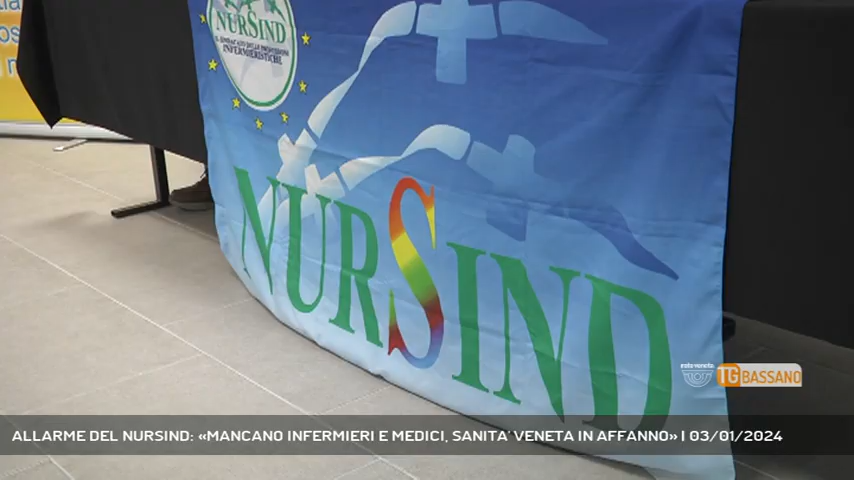 NURSIND
IL SINDACATO DELLE PROFESSIONI
INFERMIERISTICHE
NURSIND
reteveneta
TG BASSANO
ALLARME DEL NURSIND: «MANCANO INFERMIERI E MEDICI, SANITA' VENETA IN AFFANNO» | 03/01/2024